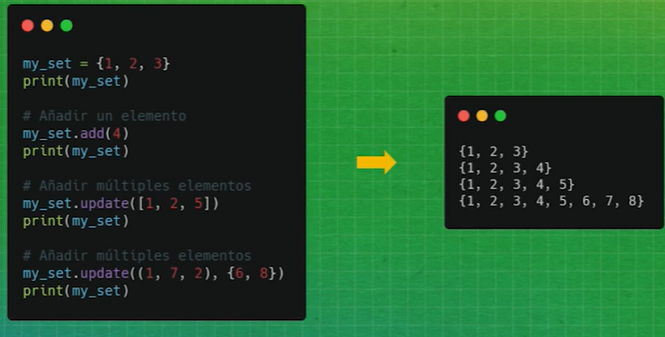 my_set = {1, 2, 3}
print(my_set)
# Añadir un elemento
my_set.add(4)
print(my_set)
# Añadir múltiples elementos
my_set.update([1, 2, 5])
print(my_set)
# Añadir múltiples elementos
my_set.update((1, 7, 2), {6, 8})
print(my_set)
{1, 2, 3}
{1, 2, 3, 4}
{1, 2, 3, 4, 5}
{1, 2, 3, 4, 5, 6, 7, 8}